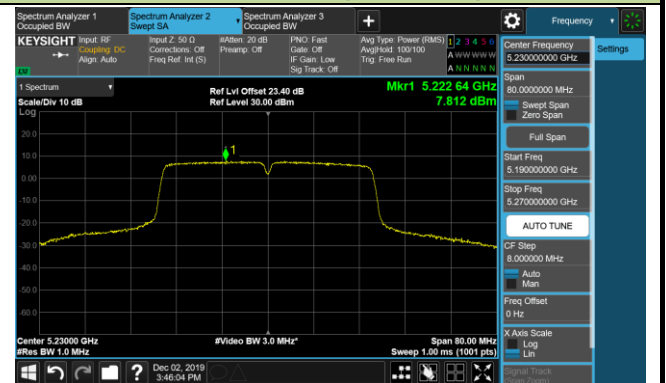 Spectrum Analyzer 1
Occupied BW
Spectrum Analyzer 2
Swept SA
Spectrum Analyzer 3
Occupied BW
Frequency
KEYSIGHT
Input: RF
Coupling: DC
Align: Auto
Input Z: 50 Ω
Corrections: Off
Freq Ref: Int (S)
#Atten: 20 dB
Preamp: Off
PNO: Fast
Gate: Off
IF Gain: Low
Sig Track: Off
Avg Type: Power (RMS)
Avg|Hold: 100/100
Trig: Free Run
1 2 3 4 5 6
A W W W W W
A N N N N N
LXI
1 Spectrum
Scale/Div 10 dB
Log
Ref Lvl Offset 23.40 dB
Ref Level 30.00 dBm
Mkr1 5.222 64 GHz
7.812 dBm
1
20.0
10.0
0.00
-10.0
-20.0
-30.0
-40.0
-50.0
-60.0
Center 5.23000 GHz
#Res BW 1.0 MHz
#Video BW 3.0 MHz*
Span 80.00 MHz
Sweep 1.00 ms (1001 pts)
Dec 02, 2019
3:46:04 PM
Center Frequency
5.230000000 GHz
Settings
Span
80.0000000 MHz
Swept Span
Zero Span
Full Span
Start Freq
5.190000000 GHz
Stop Freq
5.270000000 GHz
AUTO TUNE
CF Step
8.000000 MHz
Auto
Man
Freq Offset
0 Hz
X Axis Scale
Log
Lin
Signal Track
(Span Zoom)